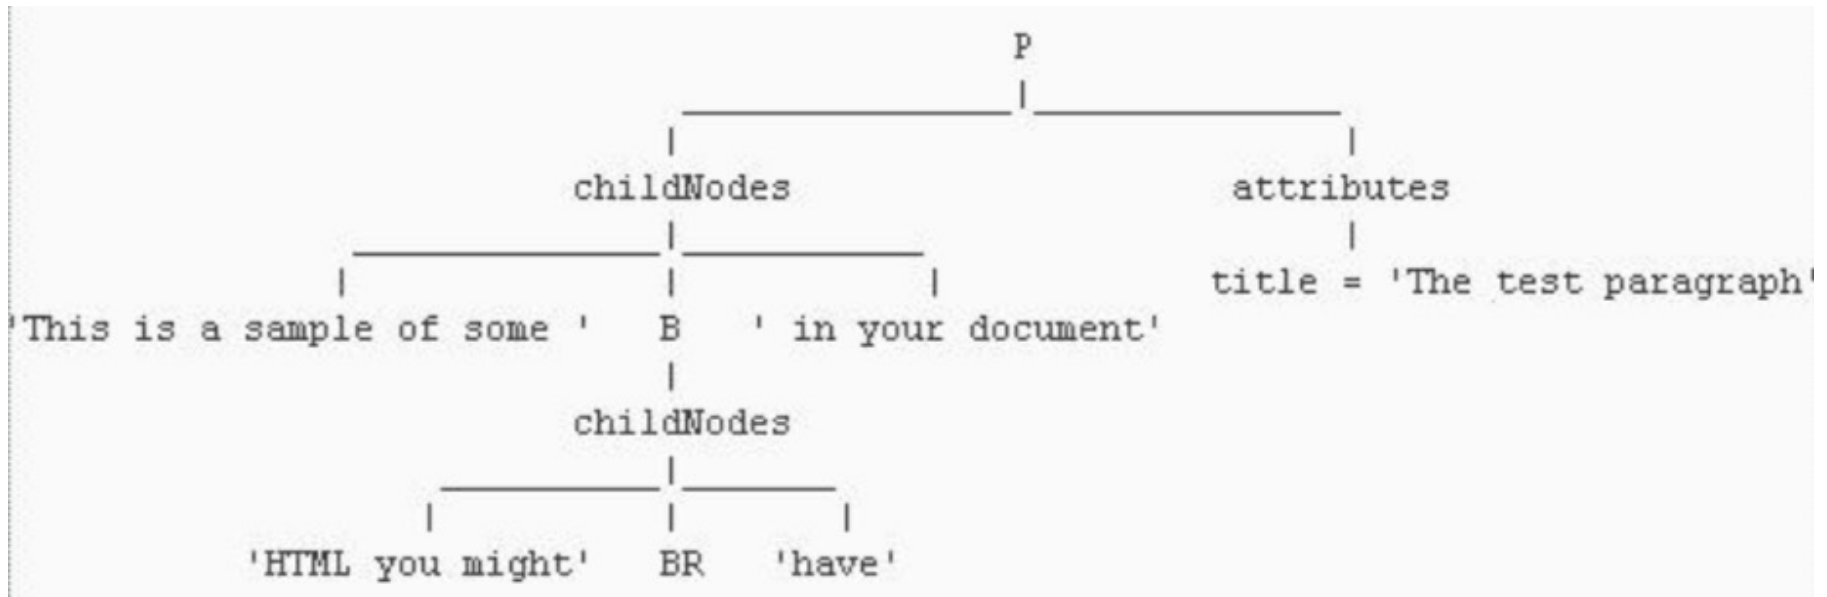 P
childNodes attributes
title = 'The test paragraph'
'This is a sample of some ' B ' in your document'
childNodes
'HTML you might' BR 'have'